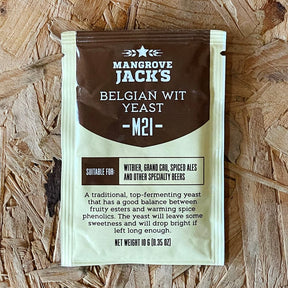 MANGROVE
JACK'S
BELGIAN WIT
YEAST
-M21-
SUITABLE FOR:
WITBIER, GRAND CRU, SPICED ALES
AND OTHER SPECIALTY BEERS
A traditional, top-fermenting yeast
that has a good balance between
fruity esters and warming spice
phenolics. The yeast will leave some
sweetness and will drop bright if
left long enough.
NET WEIGHT 10 G (0.35 OZ)